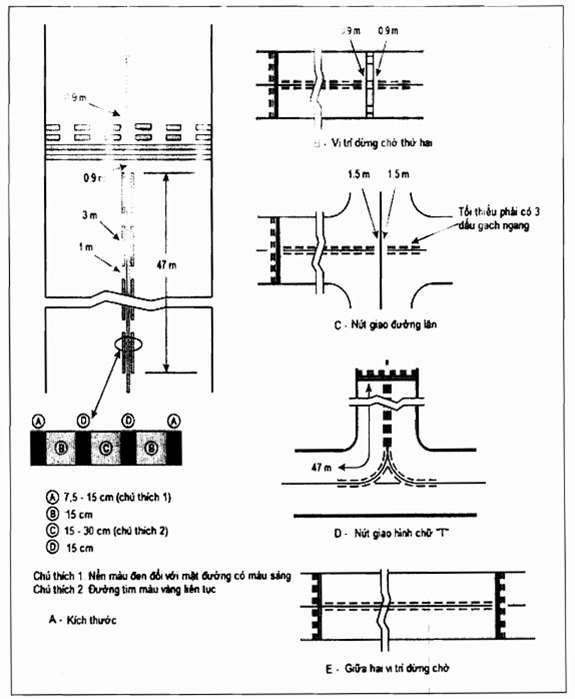 0.9 m
0.9 m
3 m
1 m
47 m
A D D A
B C B
A 7,5 - 15 cm (chú thích 1)
B 15 cm
C 15 - 30 cm (chú thích 2)
D 15 cm
Chú thích 1. Nền màu đen đối với mặt đường có màu sáng
Chú thích 2. Đường tim màu vàng liên tục
A - Kích thước
0.9 m 0.9 m
B - Vị trí dừng chờ thứ hai
1.5 m 1.5 m
Tối thiểu phải có 3
dấu gạch ngang
C - Nút giao đường lăn
47 m
D - Nút giao hình chữ "T"
E - Giữa hai vị trí dừng chờ